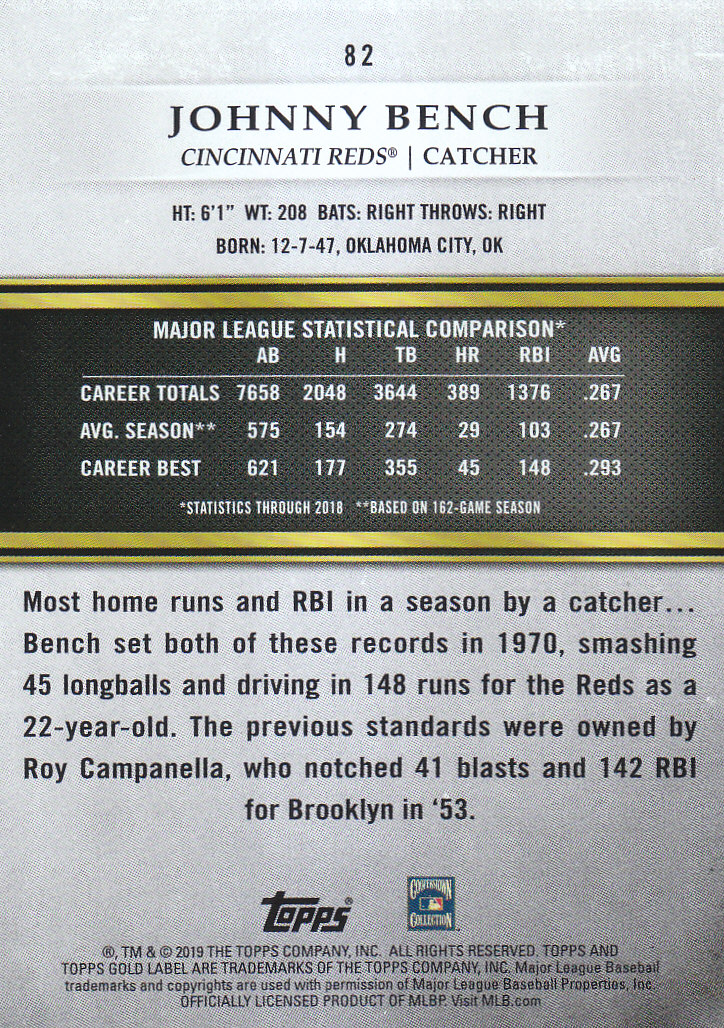 82
JOHNNY BENCH
CINCINNATI REDS® | CATCHER
HT: 6'1" WT: 208 BATS: RIGHT THROWS: RIGHT
BORN: 12-7-47, OKLAHOMA CITY, OK
MAJOR LEAGUE STATISTICAL COMPARISON*
AB H TB HR RBI AVG
CAREER TOTALS 7658 2048 3644 389 1376 .267
AVG. SEASON** 575 154 274 29 103 .267
CAREER BEST 621 177 355 45 148 .293
*STATISTICS THROUGH 2018 **BASED ON 162-GAME SEASON
Most home runs and RBI in a season by a catcher...
Bench set both of these records in 1970, smashing
45 longballs and driving in 148 runs for the Reds as a
22-year-old. The previous standards were owned by
Roy Campanella, who notched 41 blasts and 142 RBI
for Brooklyn in '53.
Topps®
COOPERSTOWN
COLLECTION
®, TM & © 2019 THE TOPPS COMPANY, INC. ALL RIGHTS RESERVED. TOPPS AND
TOPPS GOLD LABEL ARE TRADEMARKS OF THE TOPPS COMPANY, INC. Major League Baseball
trademarks and copyrights are used with permission of Major League Baseball Properties, Inc.
OFFICIALLY LICENSED PRODUCT OF MLBP. Visit MLB.com